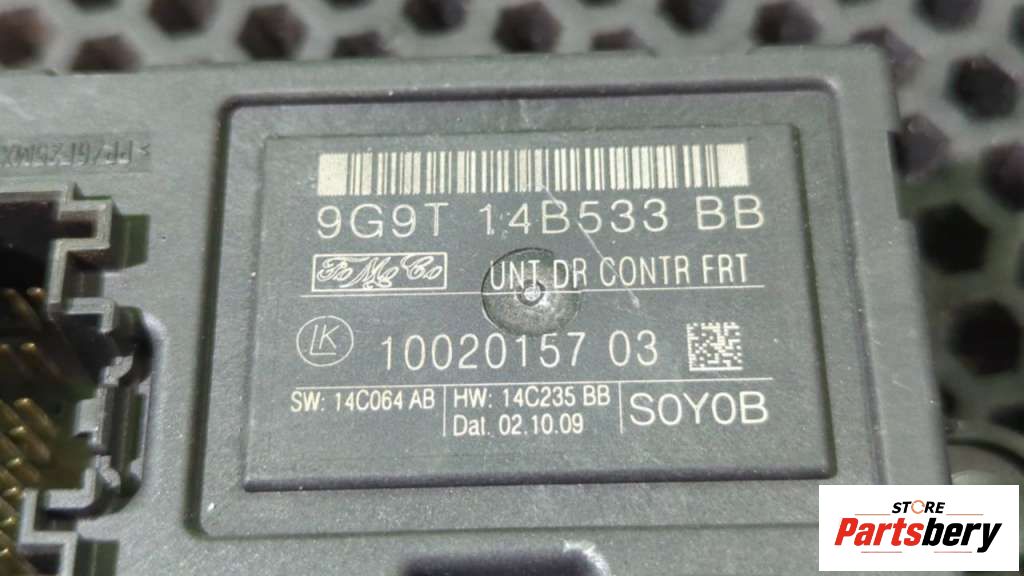 9G9T 14B533 BB
FoMoCo UNT DR CONTR FRT
LK 10020157 03
SW: 14C064 AB HW: 14C235 BB
Dat. 02.10.09
S0Y0B
STORE
Partsbery